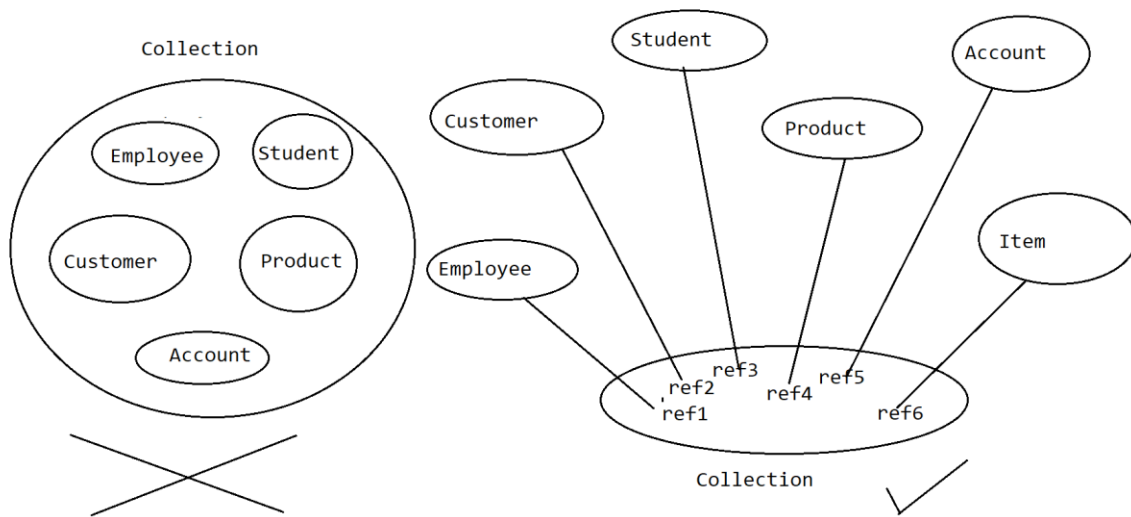 Collection
Employee
Student
Customer
Product
Account
Student
Account
Customer
Product
Employee
Item
ref1
ref2
ref3
ref4
ref5
ref6
Collection